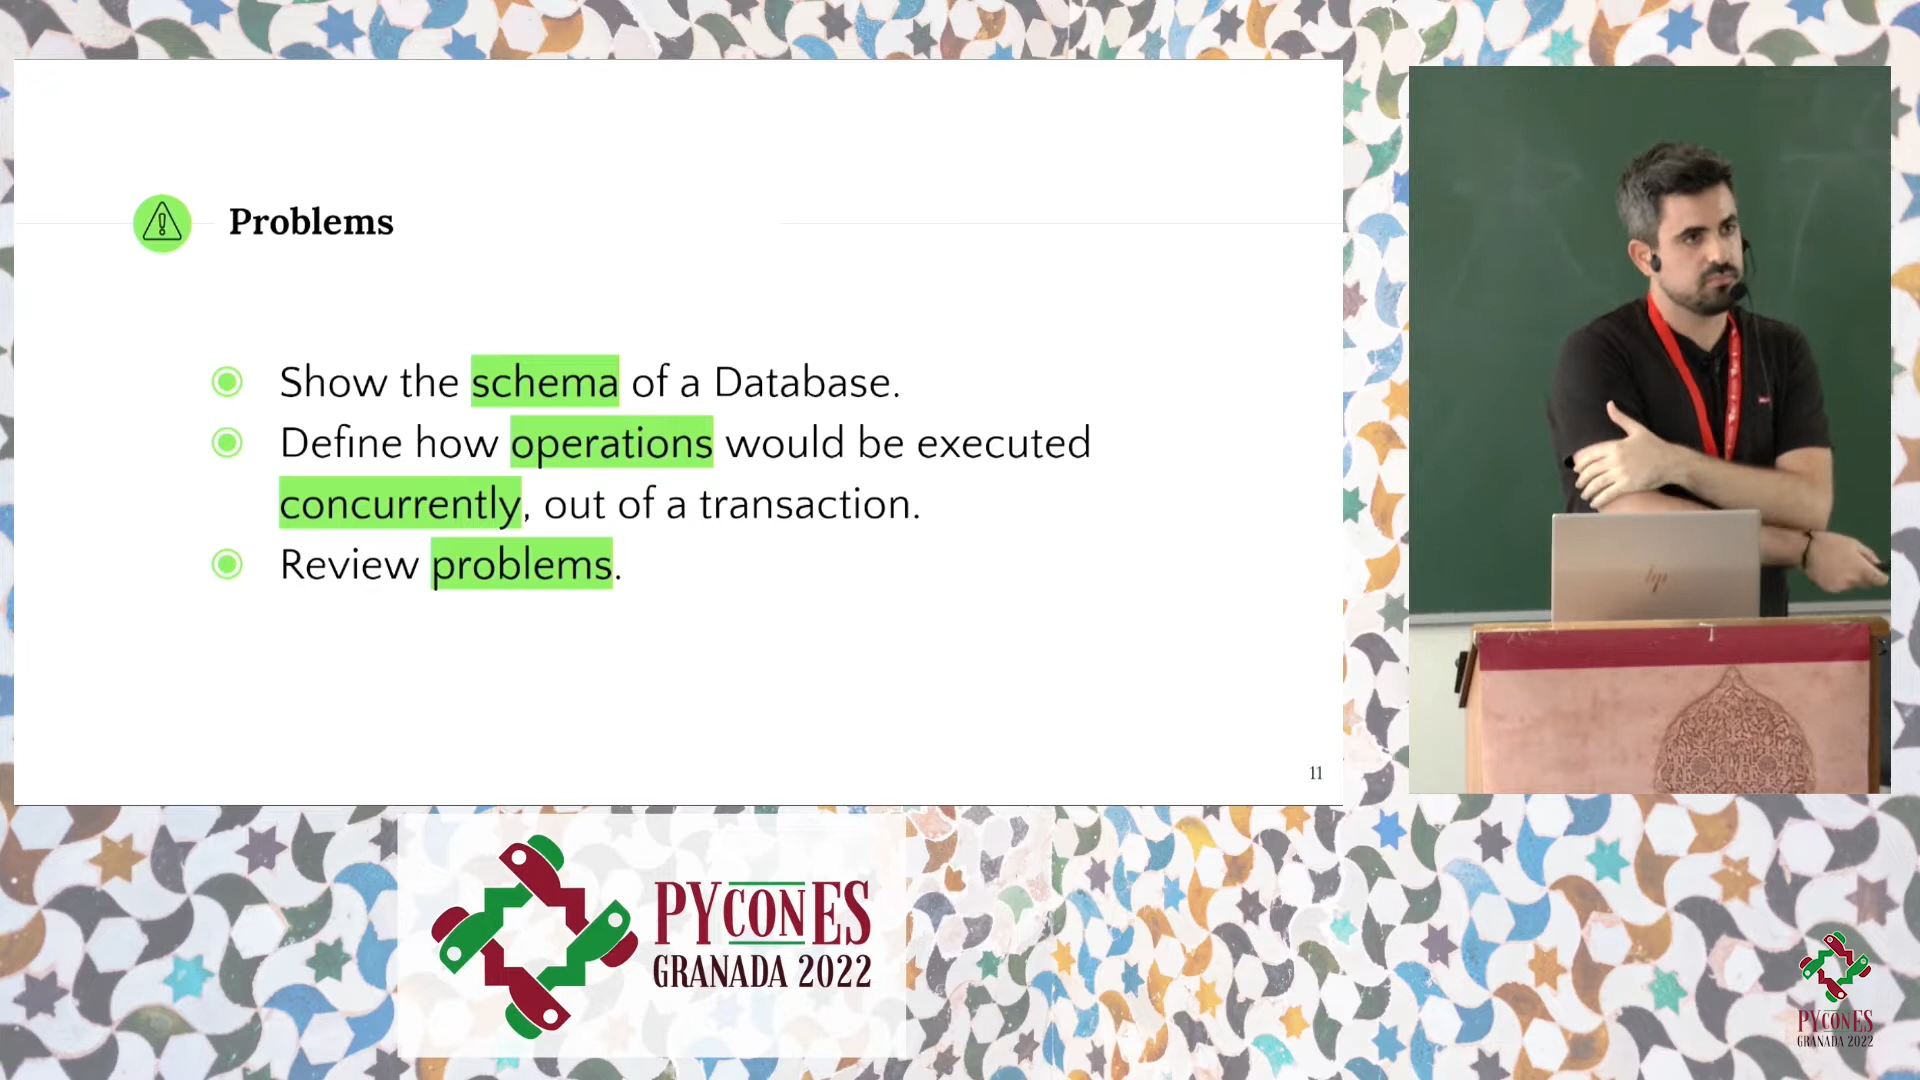 Problems
Show the schema of a Database.
Define how operations would be executed
concurrently, out of a transaction.
Review problems.
11
hp
PYCONES
GRANADA 2022
PYCONES
GRANADA 2022